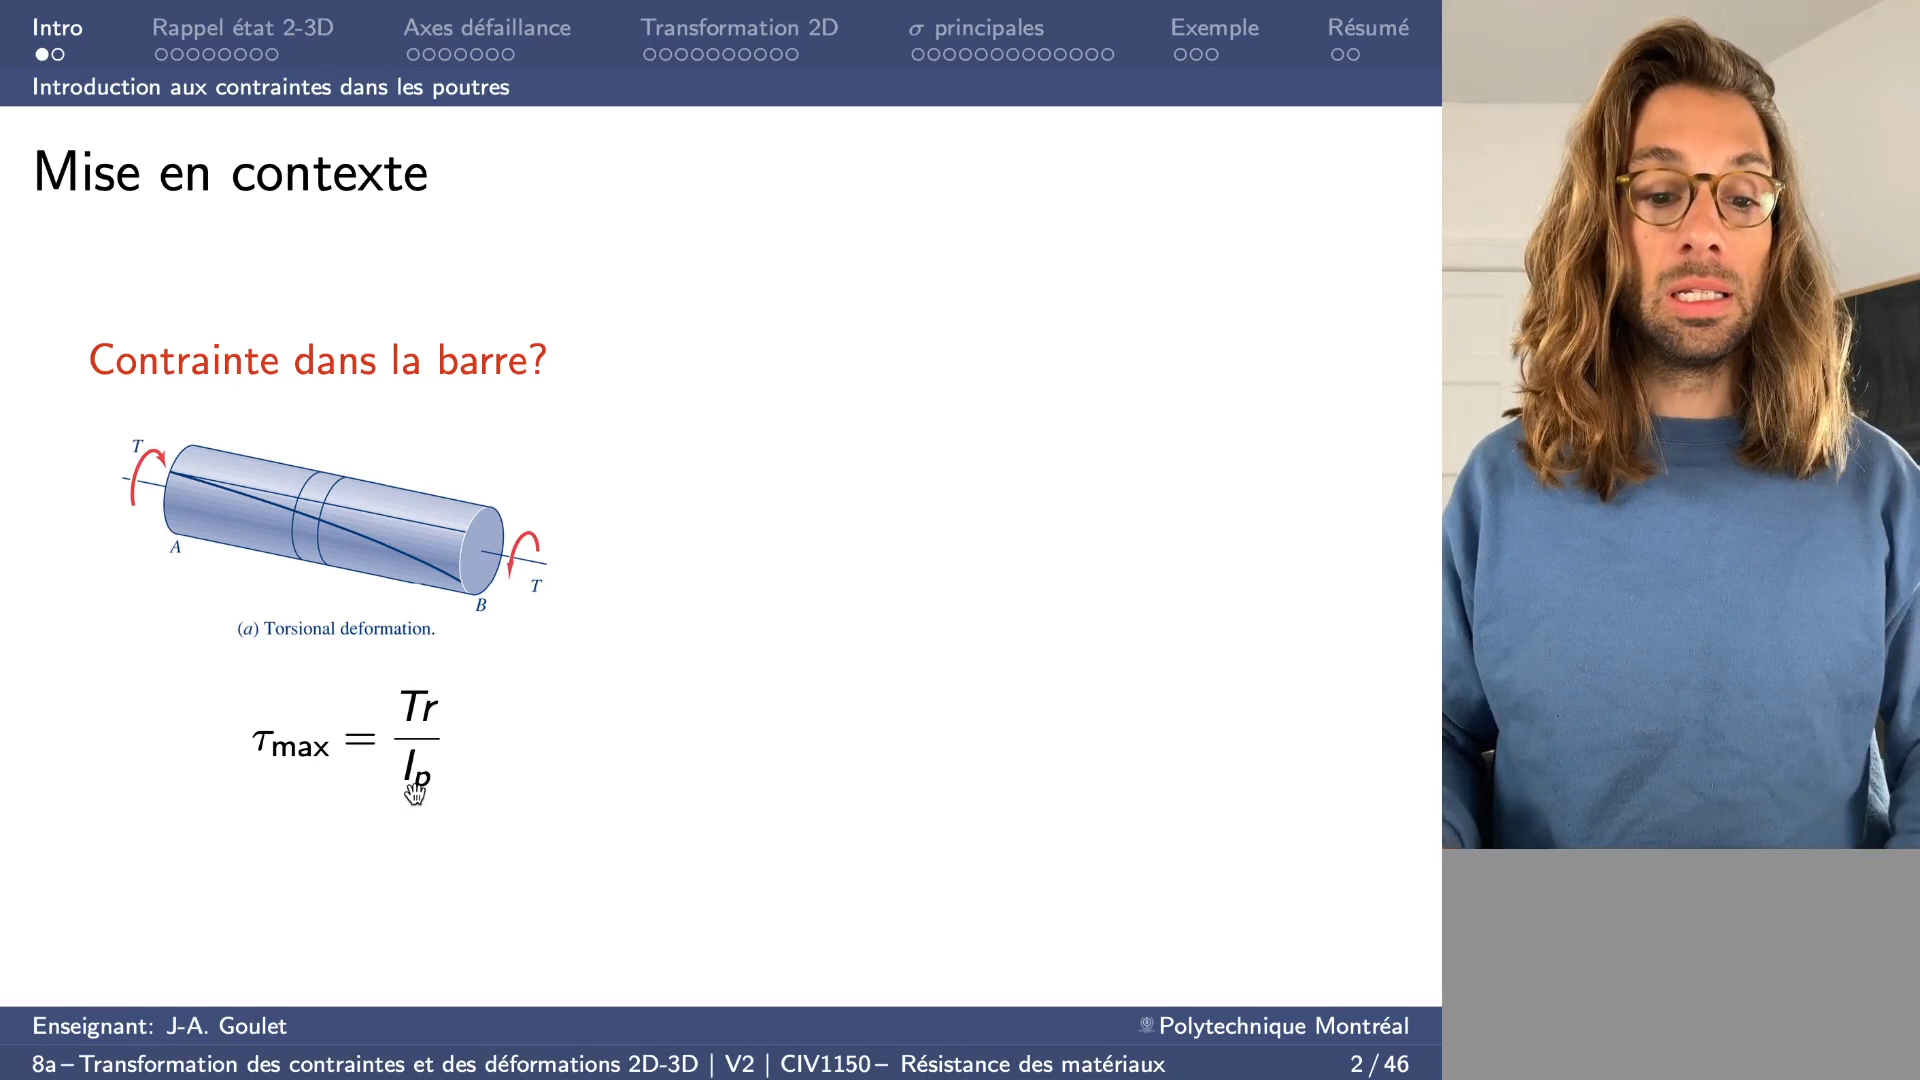 Intro Rappel état 2-3D Axes défaillance Transformation 2D σ principales Exemple Résumé
Introduction aux contraintes dans les poutres
Mise en contexte
Contrainte dans la barre?
T
A
T
B
(a) Torsional deformation.
τmax = Tr / Ip
Enseignant: J-A. Goulet Polytechnique Montréal
8a – Transformation des contraintes et des déformations 2D-3D | V2 | CIV1150 – Résistance des matériaux 2 / 46